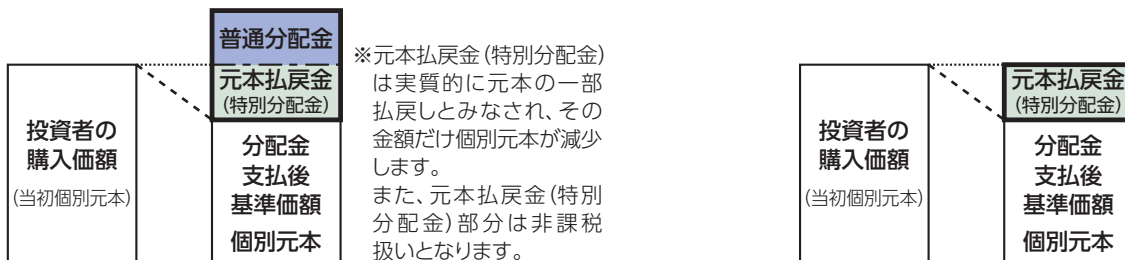 普通分配金
元本払戻金
(特別分配金)
投資者の
購入価額
(当初個別元本)
分配金
支払後
基準価額
個別元本
※元本払戻金(特別分配金)
は実質的に元本の一部
払戻しとみなされ、その
金額だけ個別元本が減少
します。
また、元本払戻金(特別
分配金)部分は非課税
扱いとなります。
投資者の
購入価額
(当初個別元本)
元本払戻金
(特別分配金)
分配金
支払後
基準価額
個別元本